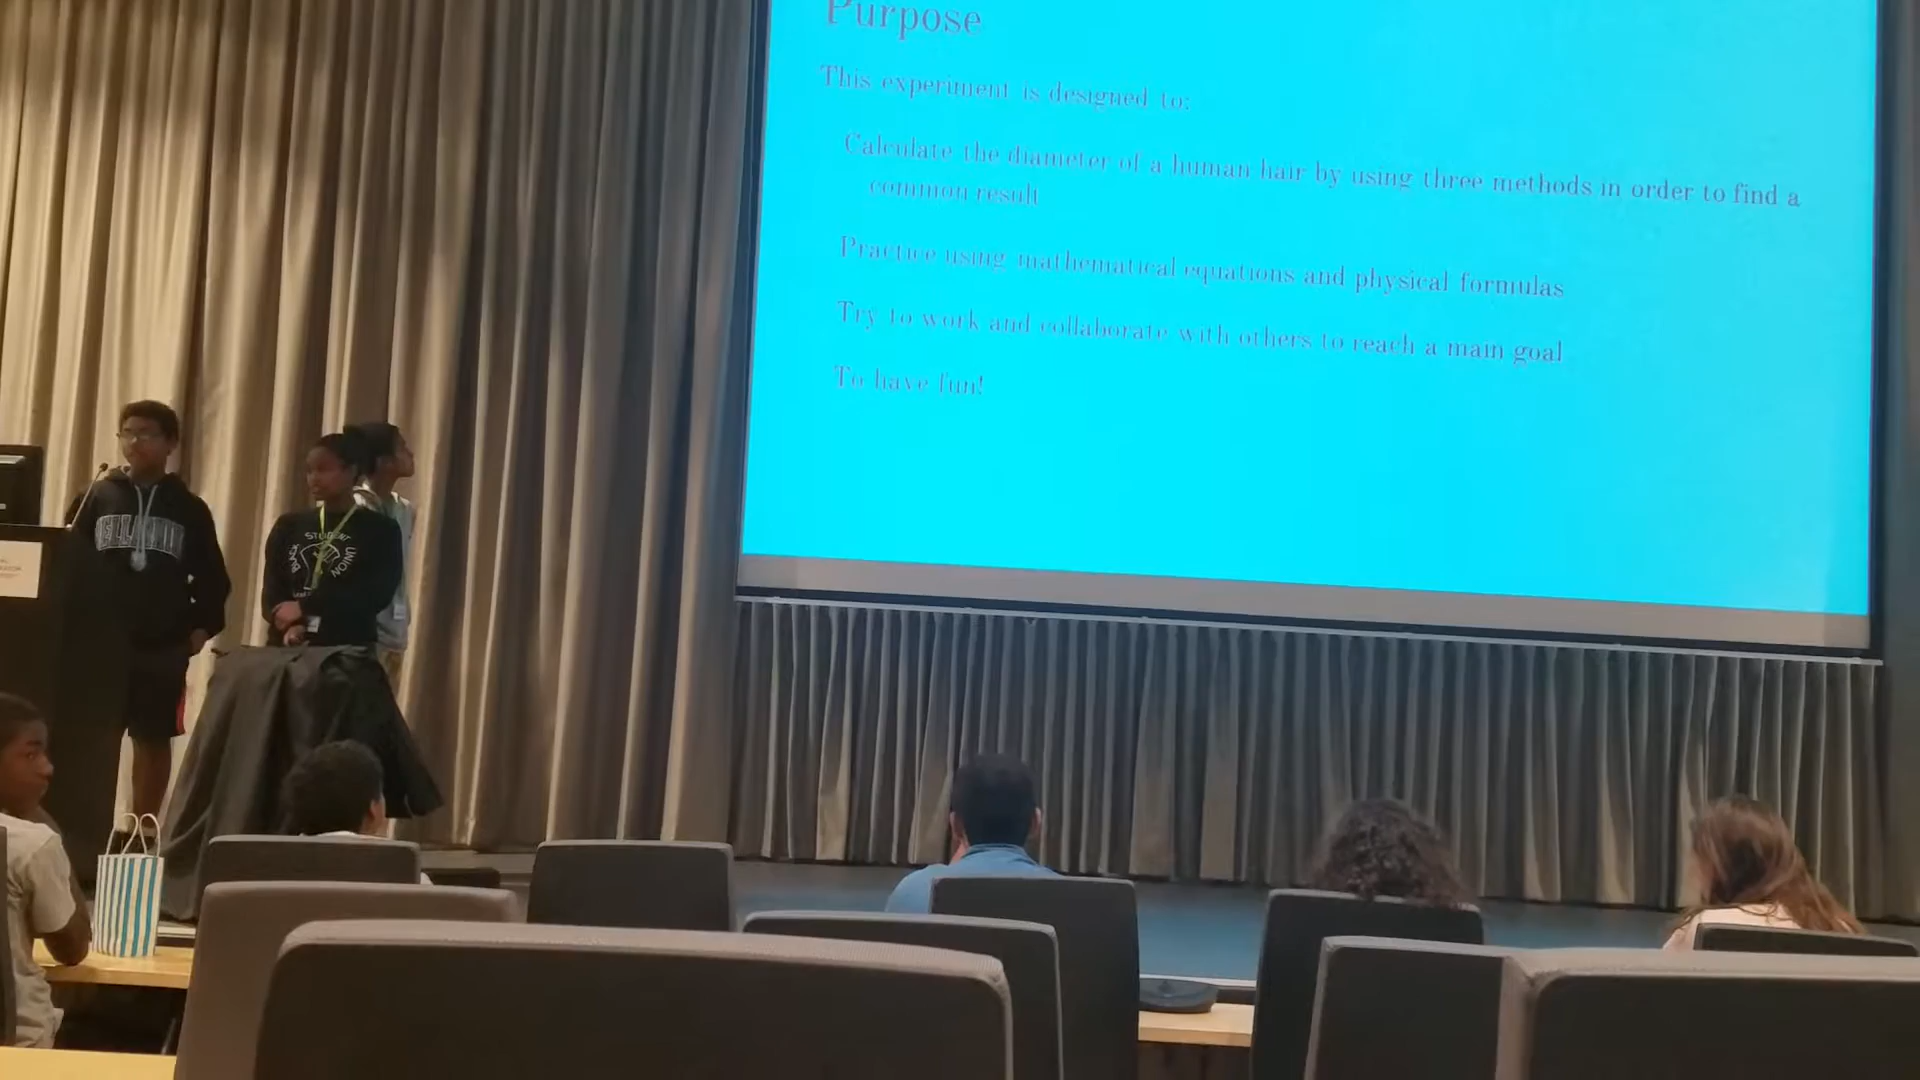 Purpose
This experiment is designed to:
Calculate the diameter of a human hair by using three methods in order to find a
common result
Practice using mathematical equations and physical formulas
Try to work and collaborate with others to reach a main goal
To have fun!
BLACK STUDENT UNION